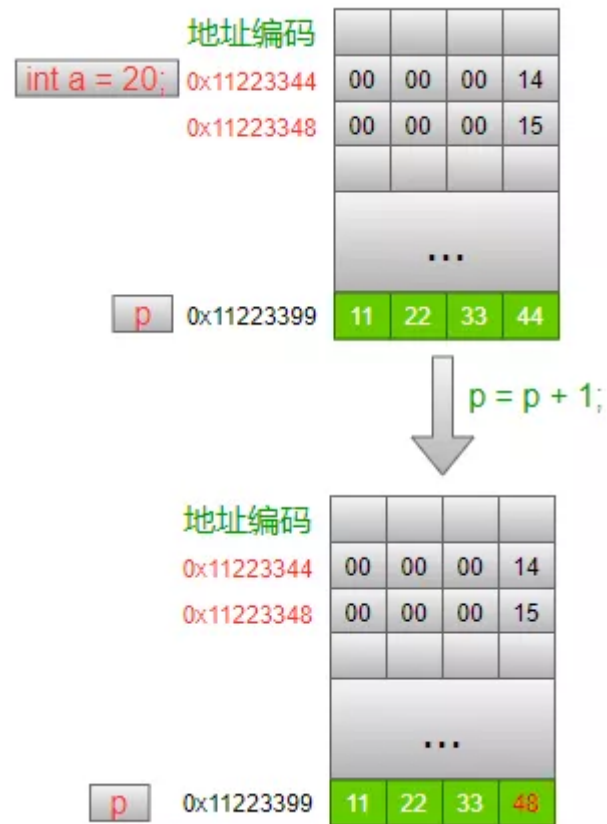 地址编码
int a = 20; 0x11223344 00 00 00 14
0x11223348 00 00 00 15
...
p 0x11223399 11 22 33 44
p = p + 1;
地址编码
0x11223344 00 00 00 14
0x11223348 00 00 00 15
...
p 0x11223399 11 22 33 48